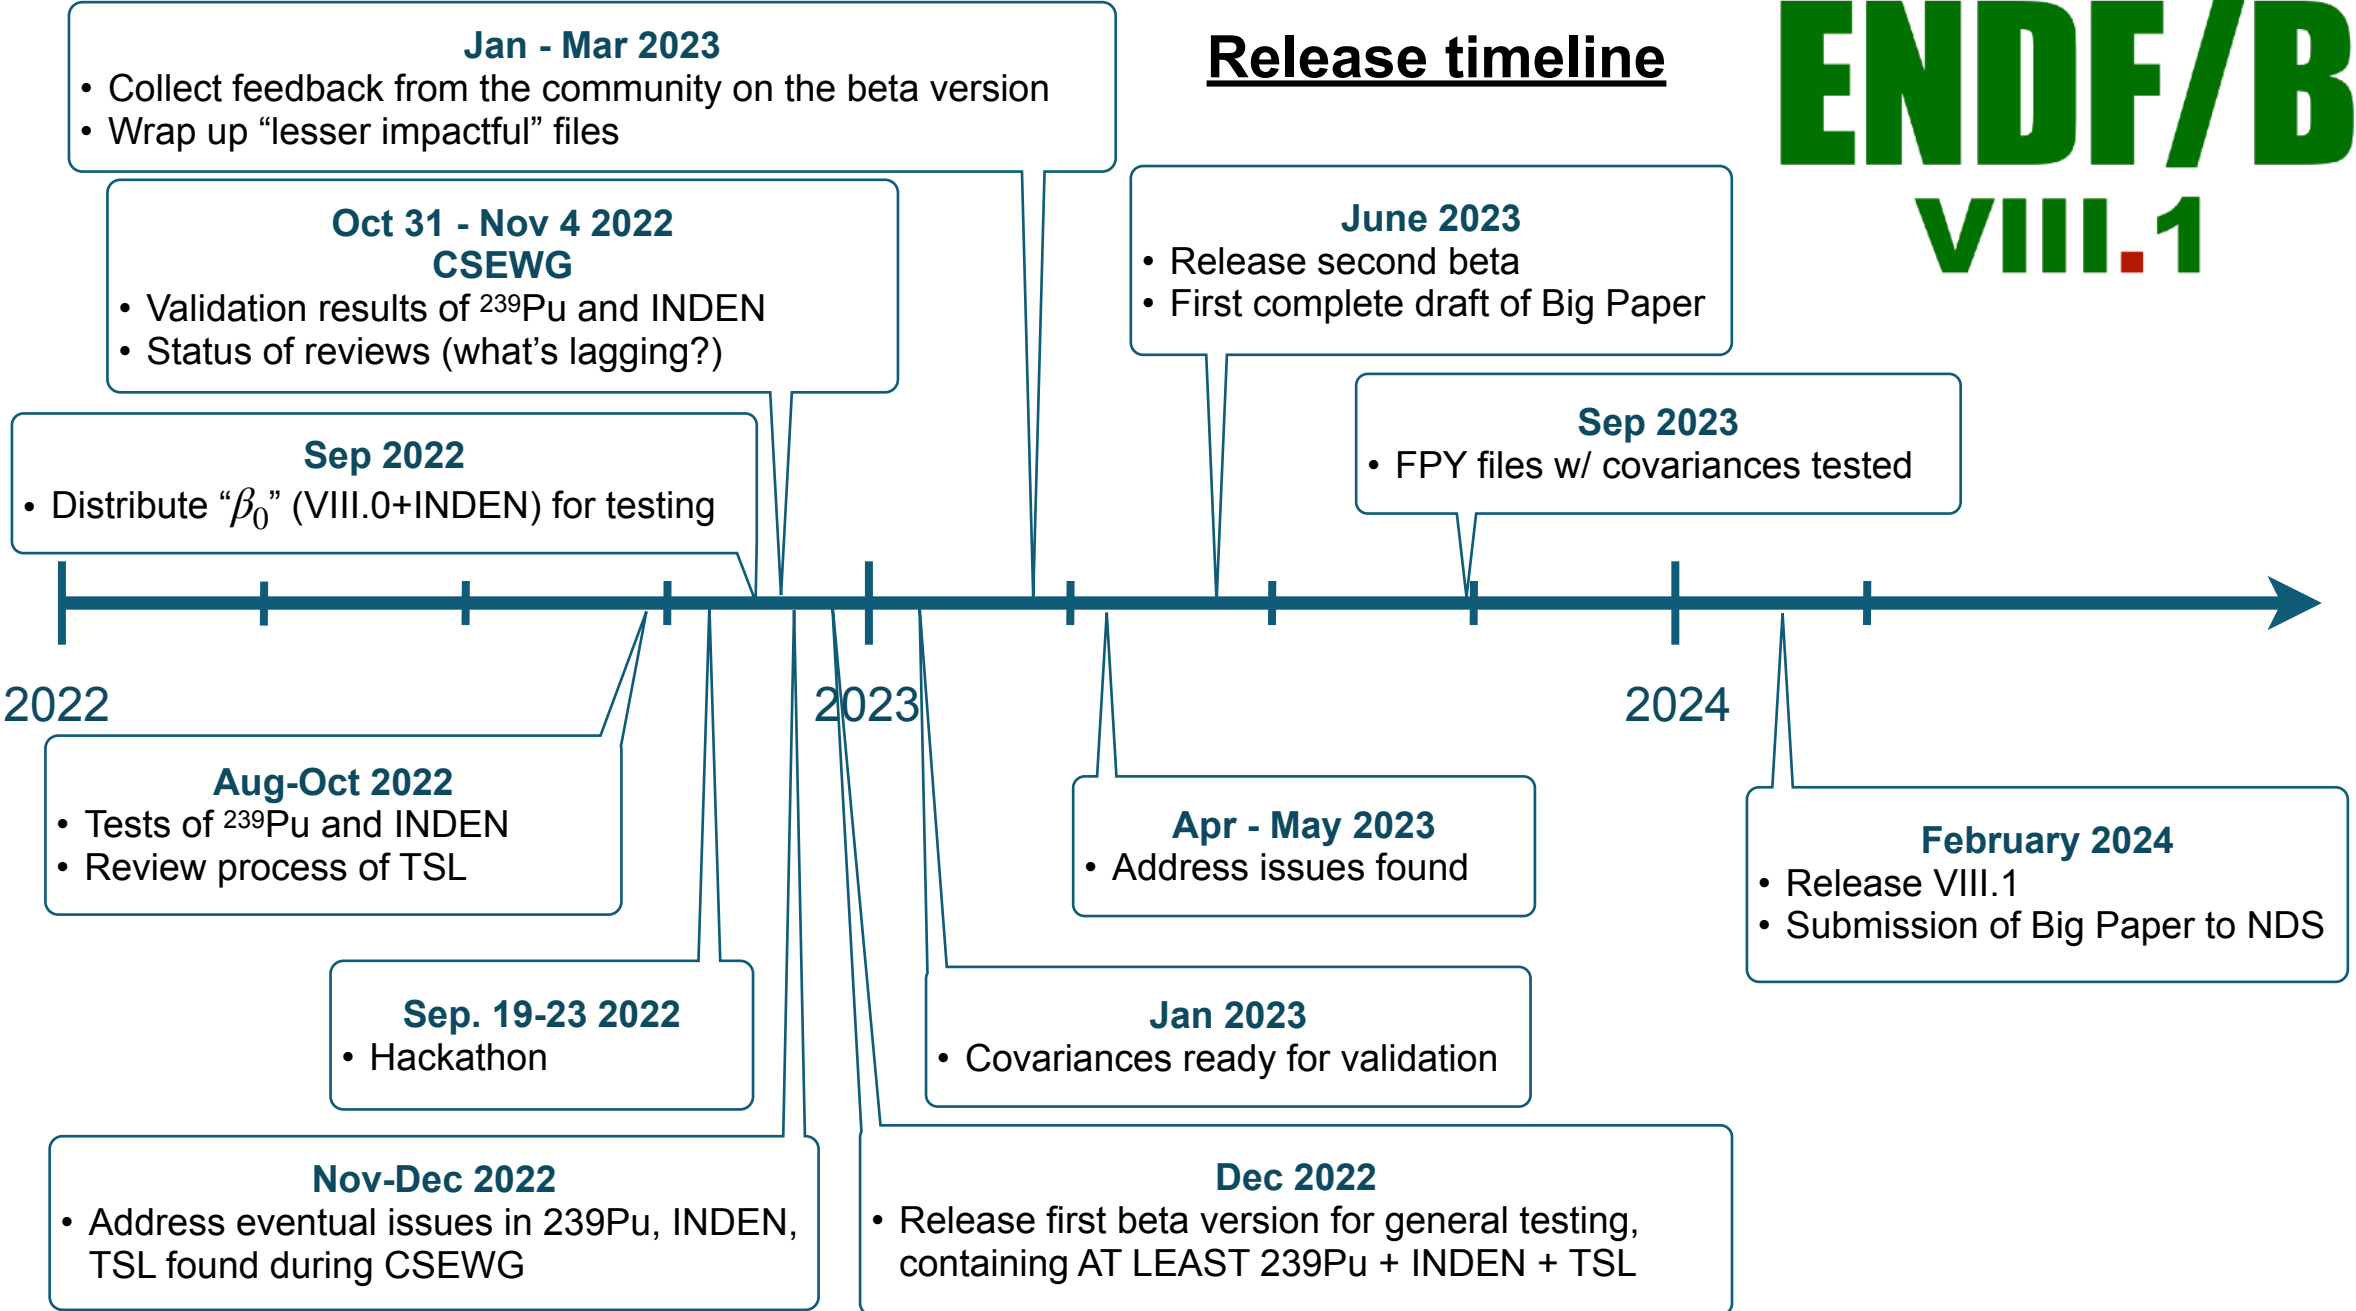 Release timeline
ENDF/B
VIII.1
Jan - Mar 2023
• Collect feedback from the community on the beta version
• Wrap up “lesser impactful” files
Oct 31 - Nov 4 2022
CSEWG
• Validation results of ²³⁹Pu and INDEN
• Status of reviews (what’s lagging?)
June 2023
• Release second beta
• First complete draft of Big Paper
Sep 2022
• Distribute “β₀” (VIII.0+INDEN) for testing
Sep 2023
• FPY files w/ covariances tested
2022
2023
2024
Aug-Oct 2022
• Tests of ²³⁹Pu and INDEN
• Review process of TSL
Apr - May 2023
• Address issues found
February 2024
• Release VIII.1
• Submission of Big Paper to NDS
Sep. 19-23 2022
• Hackathon
Jan 2023
• Covariances ready for validation
Nov-Dec 2022
• Address eventual issues in 239Pu, INDEN,
TSL found during CSEWG
Dec 2022
• Release first beta version for general testing,
containing AT LEAST 239Pu + INDEN + TSL